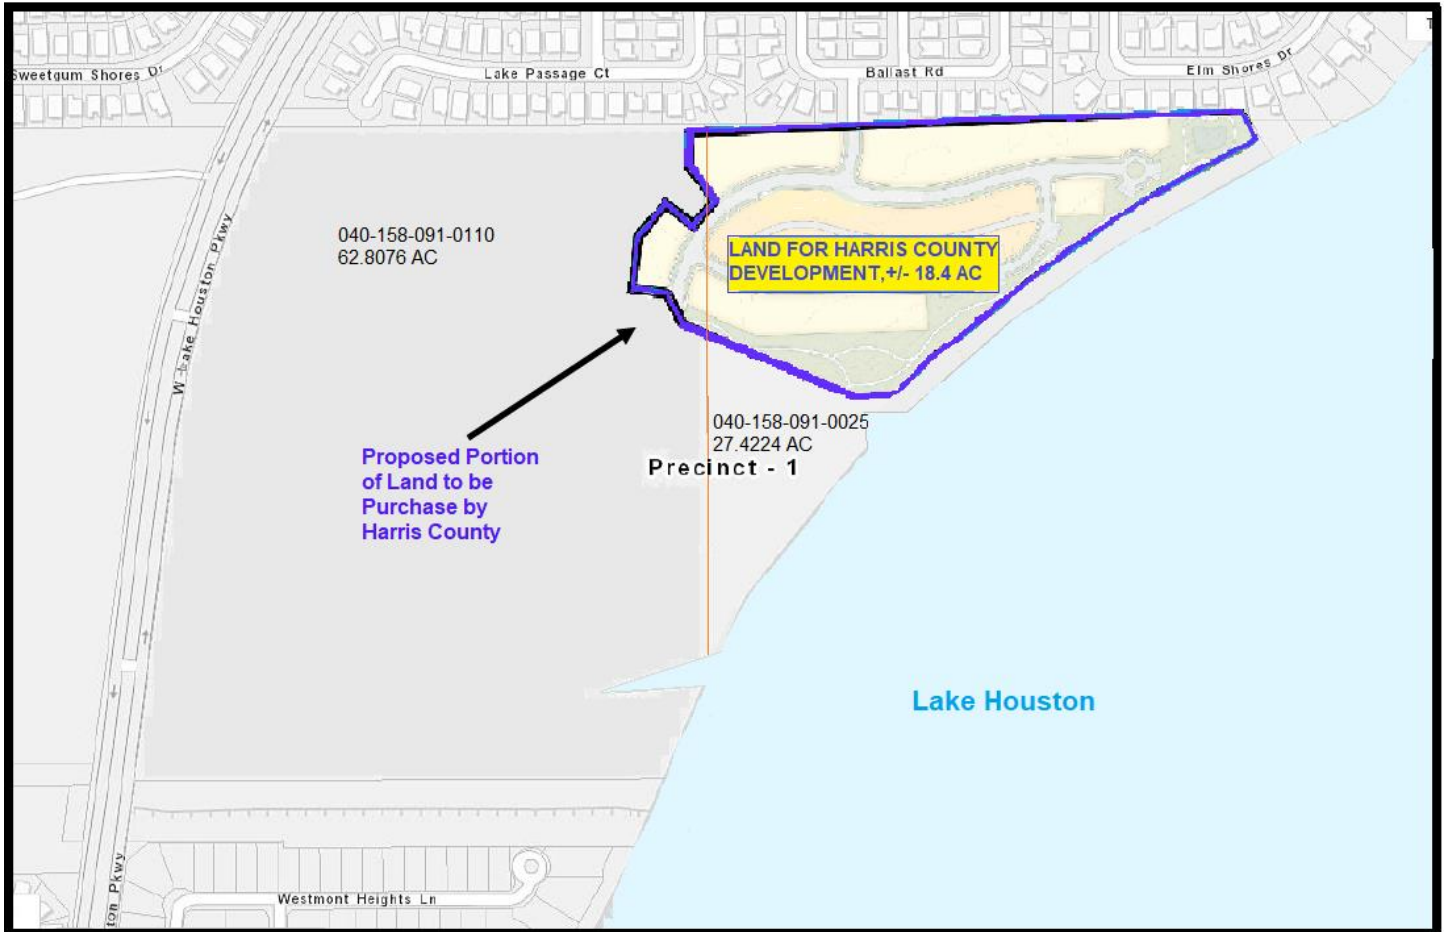 Sweetgum Shores Dr
Lake Passage Ct
Ballast Rd
Elm Shores Dr
W Lake Houston Pkwy
040-158-091-0110
62.8076 AC
LAND FOR HARRIS COUNTY
DEVELOPMENT,+/- 18.4 AC
040-158-091-0025
27.4224 AC
Precinct - 1
Proposed Portion
of Land to be
Purchase by
Harris County
Lake Houston
ton Pkwy
Westmont Heights Ln